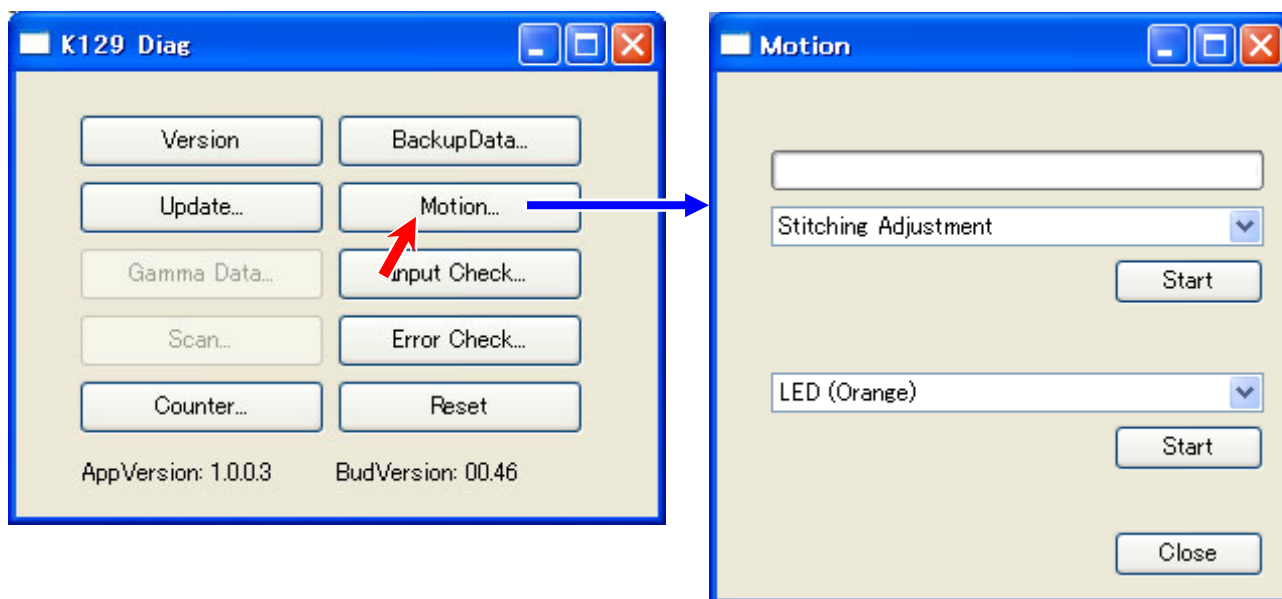 K129 Diag
Version
BackupData...
Update...
Motion...
Gamma Data...
Input Check...
Scan...
Error Check...
Counter...
Reset
AppVersion: 1.0.0.3
BudVersion: 00.46
Motion
Stitching Adjustment
Start
LED (Orange)
Start
Close